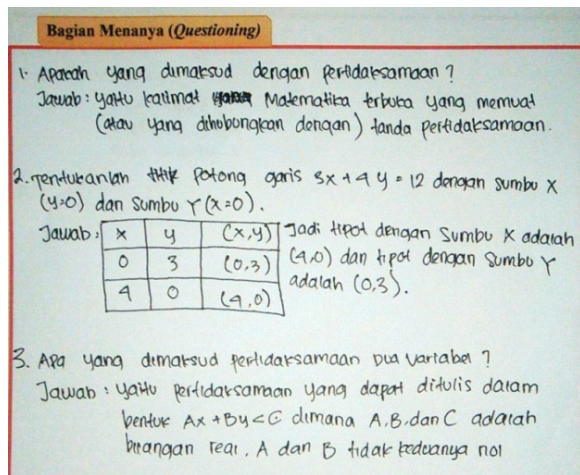 Bagian Menanya (Questioning)
1. Apakah yang dimaksud dengan pertidaksamaan?
Jawab : yaitu kalimat Matematika terbuka yang memuat
(atau yang dihubungkan dengan) tanda pertidaksamaan.
2. Tentukanlah titik potong garis 3x + 4y = 12 dengan sumbu X
(y=0) dan sumbu Y (x=0).
Jawab :
x y (x,y)
0 3 (0,3)
4 0 (4,0)
Jadi tipot dengan sumbu X adalah
(4,0) dan tipot dengan sumbu Y
adalah (0,3).
3. Apa yang dimaksud pertidaksamaan Dua Variabel ?
Jawab : yaitu pertidaksamaan yang dapat ditulis dalam
bentuk Ax + By < C dimana A, B, dan C adalah
bilangan real, A dan B tidak keduanya nol